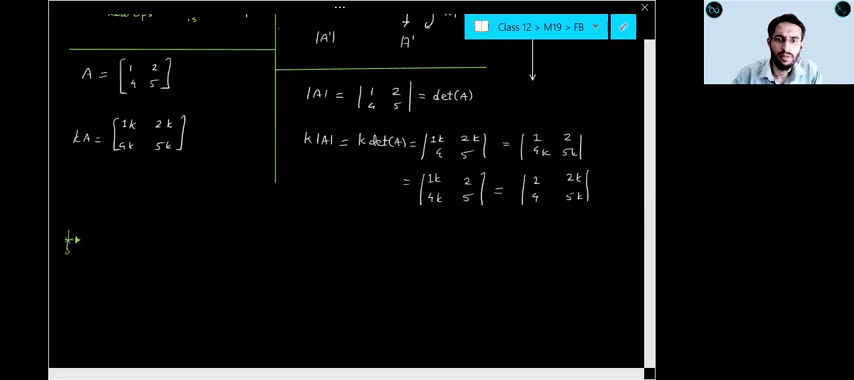 |A'|
A'
Class 12 > M19 > FB
A = [1 2
4 5]
kA = [1k 2k
4k 5k]
|A| = |1 2
4 5| = det(A)
k|A| = k det(A) = |1k 2k
4 5| = |1 2
4k 5k|
= |1k 2
4k 5| = |2 2k
4 5k|